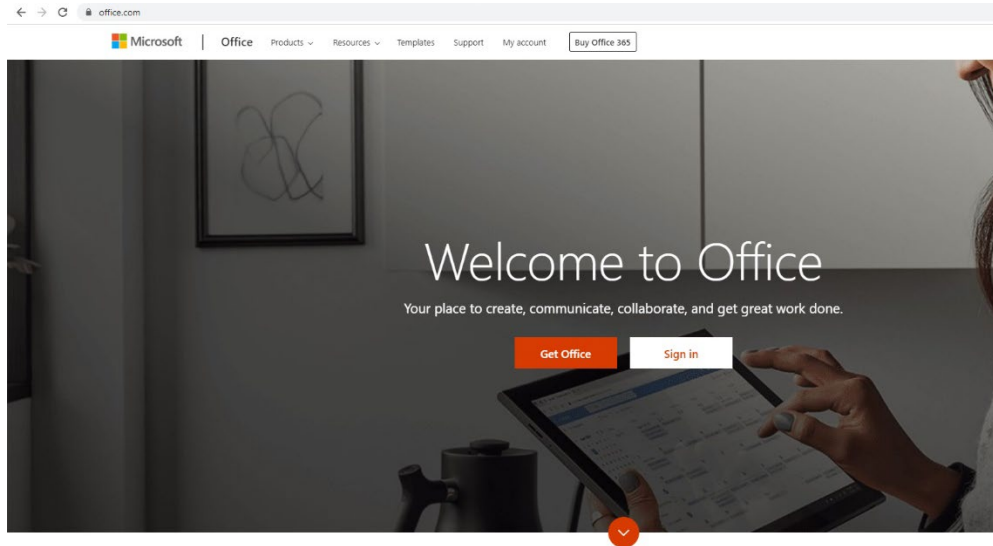 office.com
Microsoft Office Products Resources Templates Support My account Buy Office 365
Welcome to Office
Your place to create, communicate, collaborate, and get great work done.
Get Office Sign in